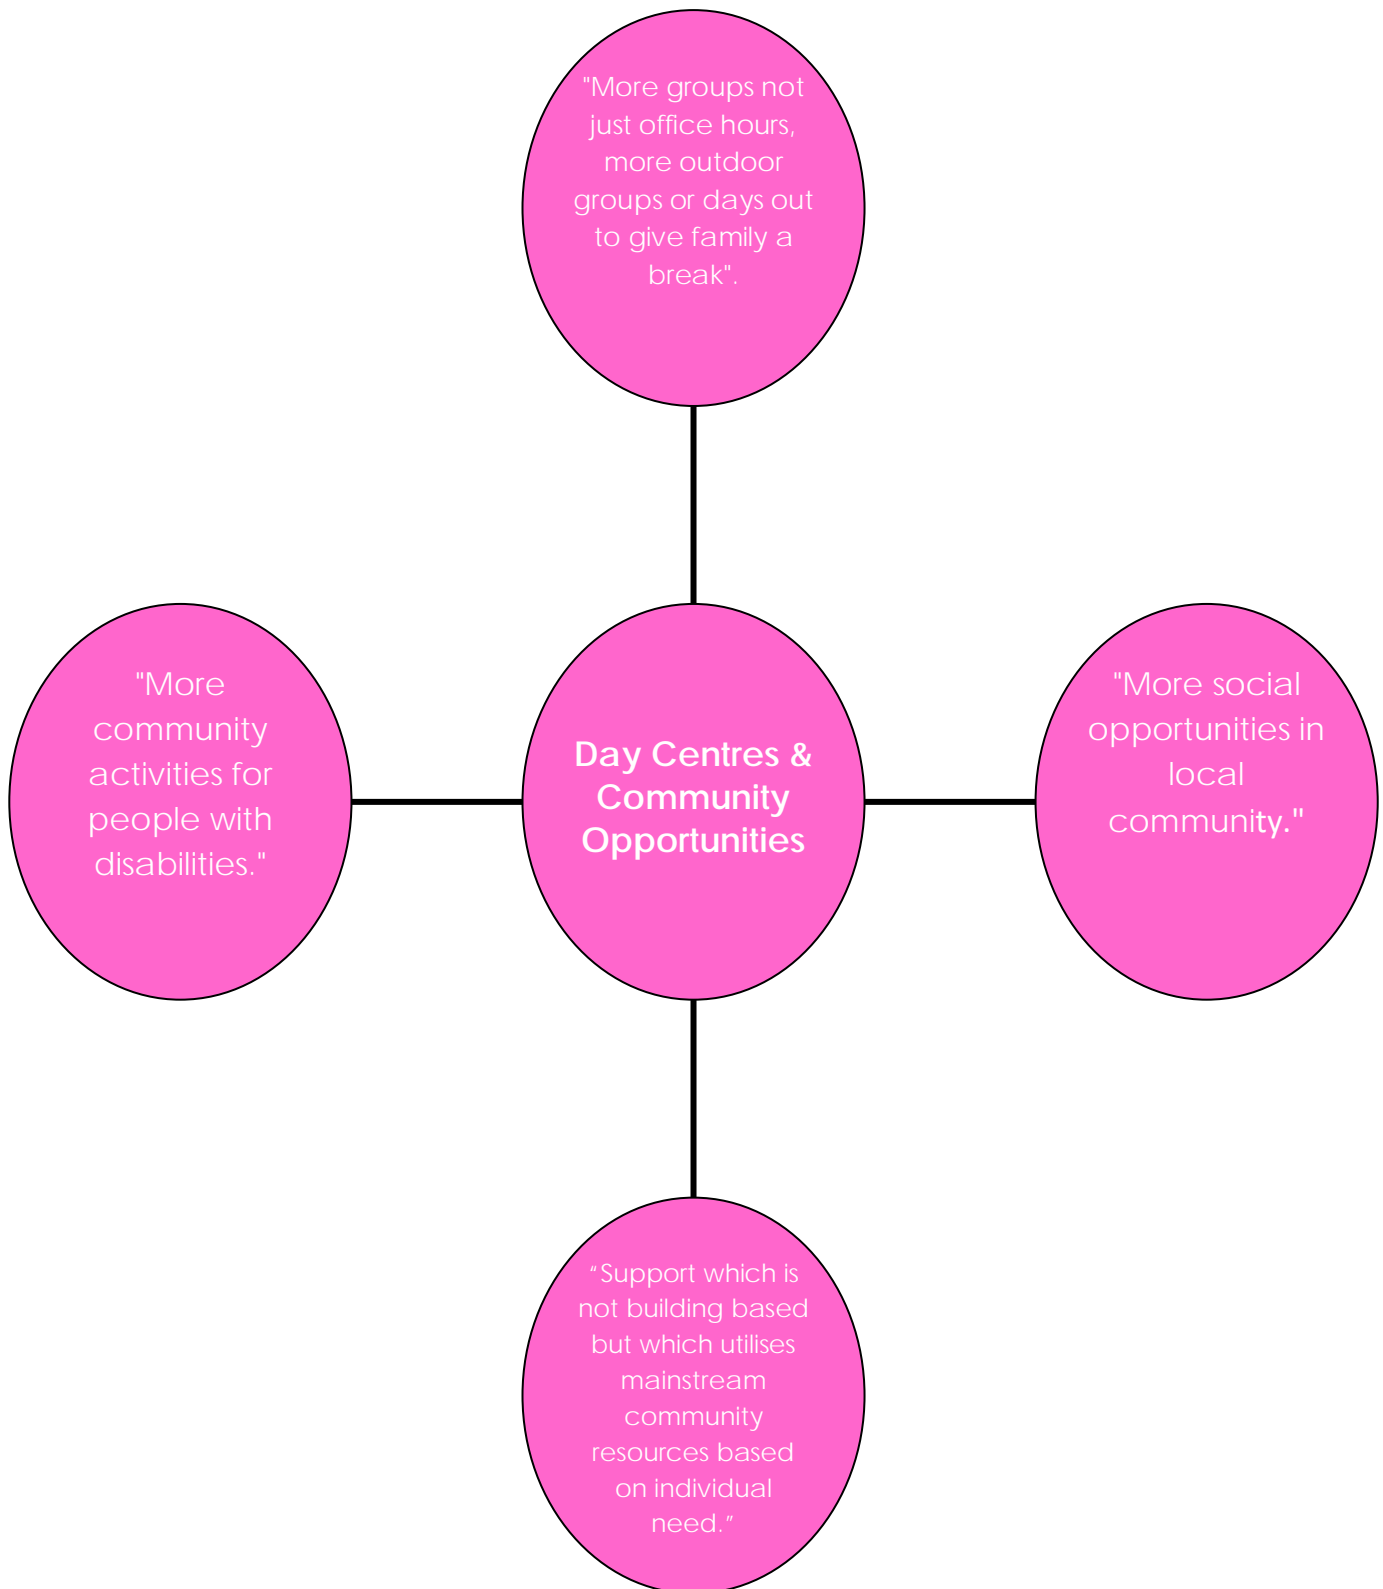 "More groups not
just office hours,
more outdoor
groups or days out
to give family a
break".
"More
community
activities for
people with
disabilities."
Day Centres &
Community
Opportunities
"More social
opportunities in
local
community."
“Support which is
not building based
but which utilises
mainstream
community
resources based
on individual
need.”